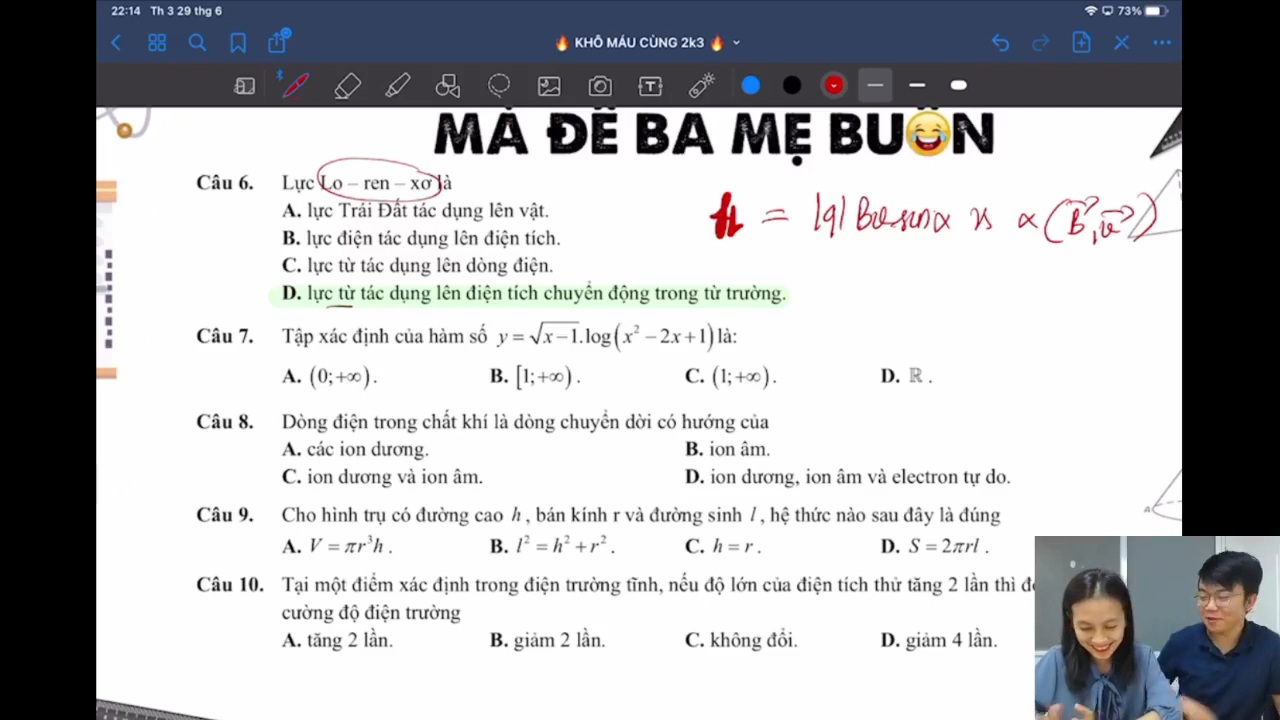 22:14 Th 3 29 thg 6
73%
🔥 KHÔ MÁU CÙNG 2k3 🔥
MÀ ĐỂ BA MẸ BU😂N
Câu 6. Lực Lo – ren – xơ là
= |q| Bv sin α α (B, v)
A. lực Trái Đất tác dụng lên vật.
B. lực điện tác dụng lên điện tích.
C. lực từ tác dụng lên dòng điện.
D. lực từ tác dụng lên điện tích chuyển động trong từ trường.
Câu 7. Tập xác định của hàm số y = √(x−1).log(x² − 2x + 1) là:
A. (0;+∞). B. [1;+∞). C. (1;+∞). D. ℝ.
Câu 8. Dòng điện trong chất khí là dòng chuyển dời có hướng của
A. các ion dương. B. ion âm.
C. ion dương và ion âm. D. ion dương, ion âm và electron tự do.
Câu 9. Cho hình trụ có đường cao h, bán kính r và đường sinh l, hệ thức nào sau đây là đúng
A. V = πr³h. B. l² = h² + r². C. h = r. D. S = 2πrl.
Câu 10. Tại một điểm xác định trong điện trường tĩnh, nếu độ lớn của điện tích thử tăng 2 lần thì
cường độ điện trường
A. tăng 2 lần. B. giảm 2 lần. C. không đổi. D. giảm 4 lần.